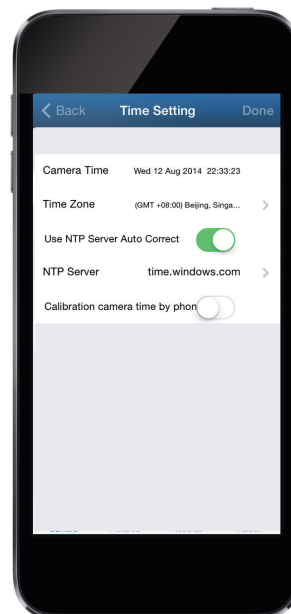 Back Time Setting Done
Camera Time Wed 12 Aug 2014 22:33:23
Time Zone (GMT +08:00) Beijing, Singa...
Use NTP Server Auto Correct
NTP Server time.windows.com
Calibration camera time by phon